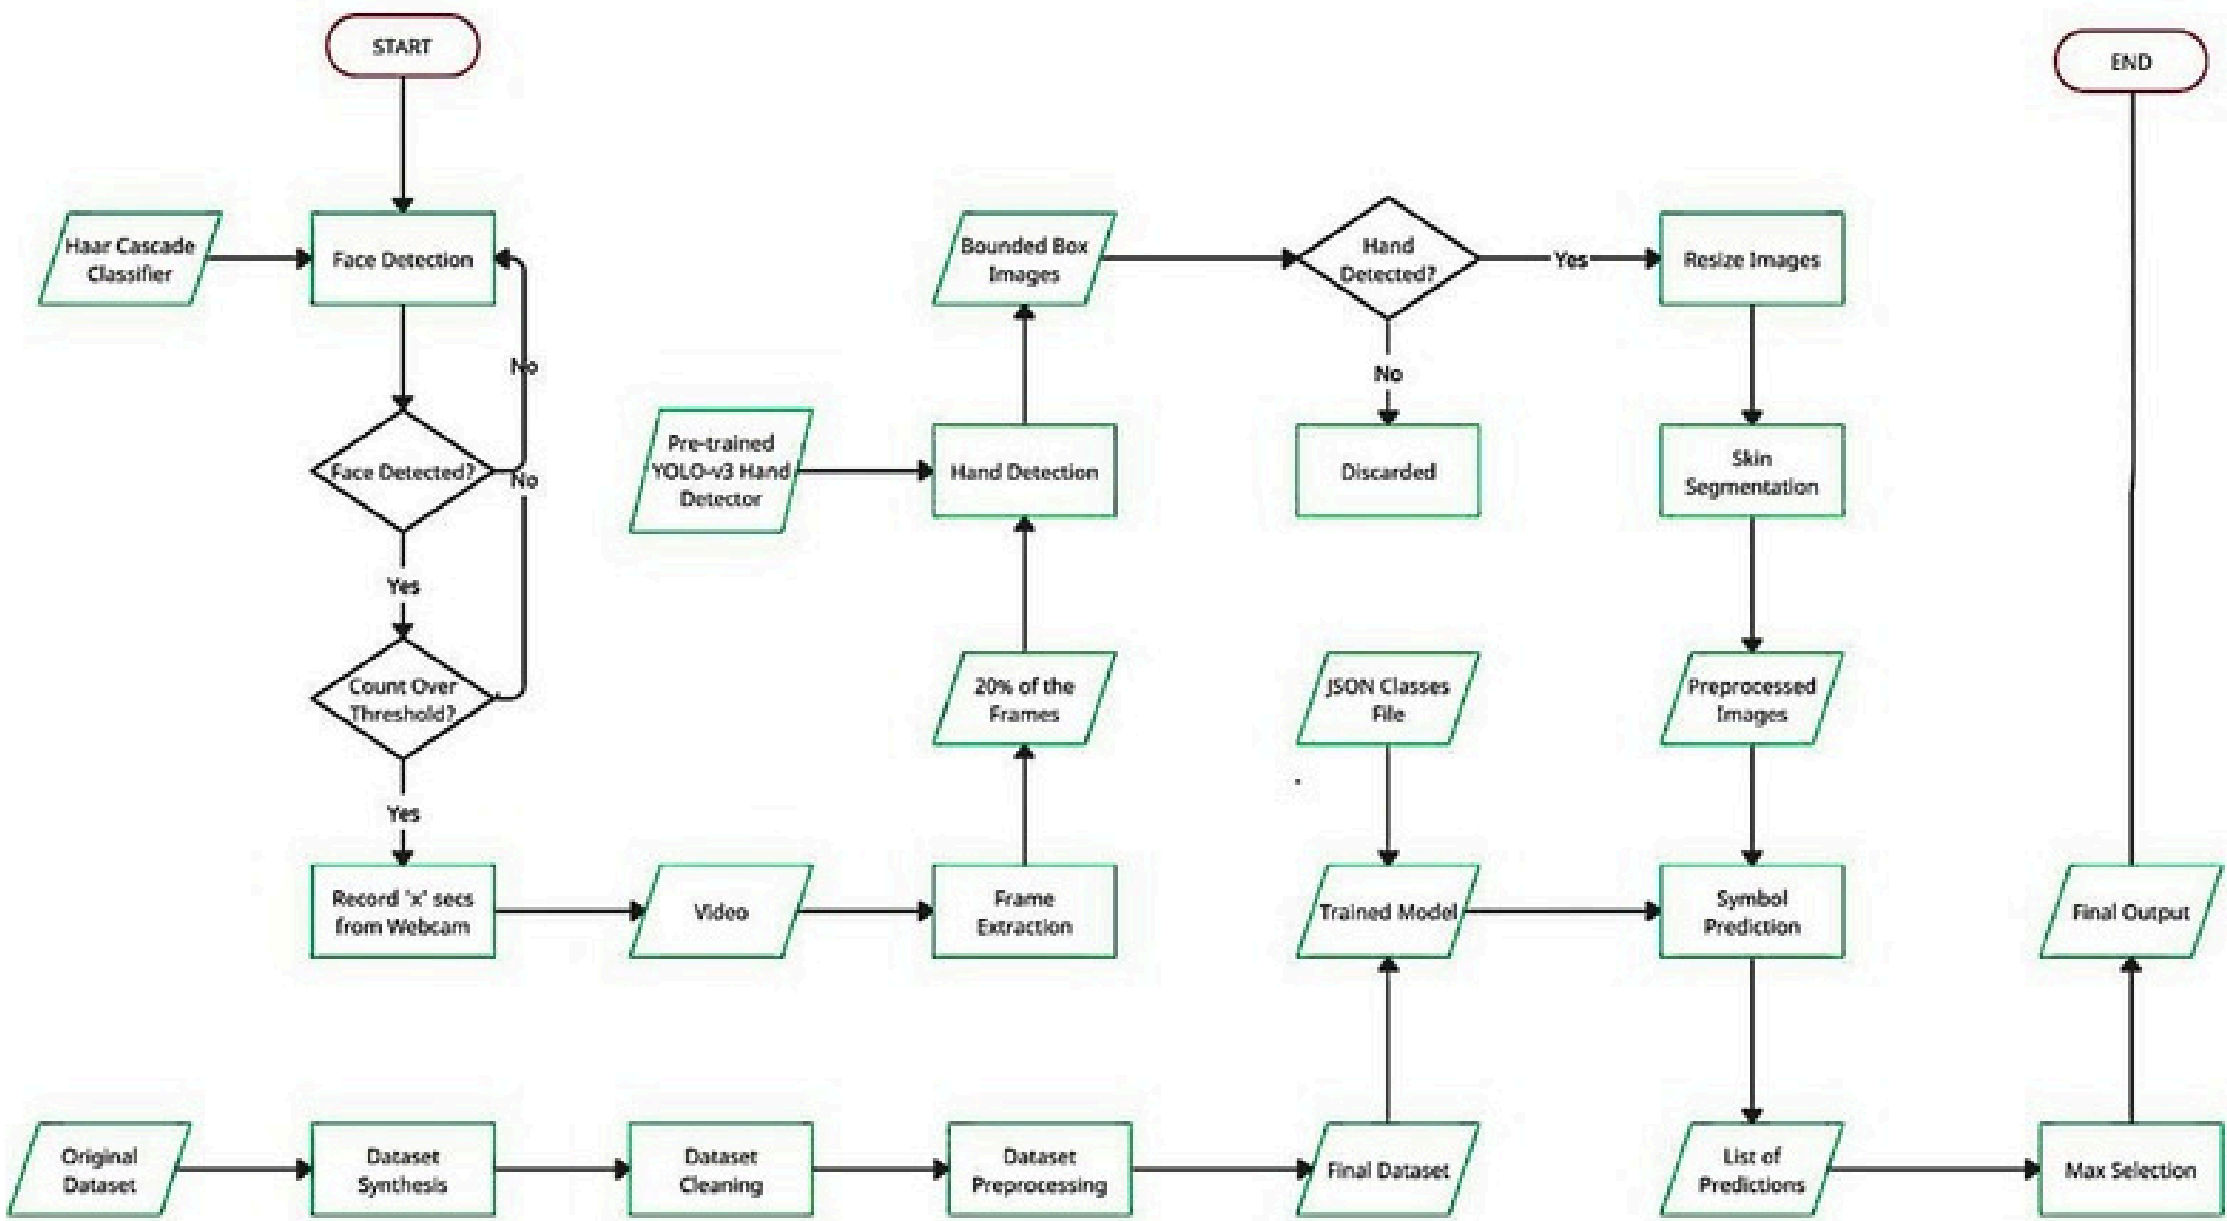 START
END
Haar Cascade
Classifier
Face Detection
Bounded Box
Images
Hand
Detected?
Yes
Resize Images
No
No
Face Detected?
No
Pre-trained
YOLO-v3 Hand
Detector
Hand Detection
Discarded
Skin
Segmentation
Yes
Count Over
Threshold?
20% of the
Frames
JSON Classes
File
Preprocessed
Images
Yes
Record 'x' secs
from Webcam
Video
Frame
Extraction
Trained Model
Symbol
Prediction
Final Output
Original
Dataset
Dataset
Synthesis
Dataset
Cleaning
Dataset
Preprocessing
Final Dataset
List of
Predictions
Max Selection